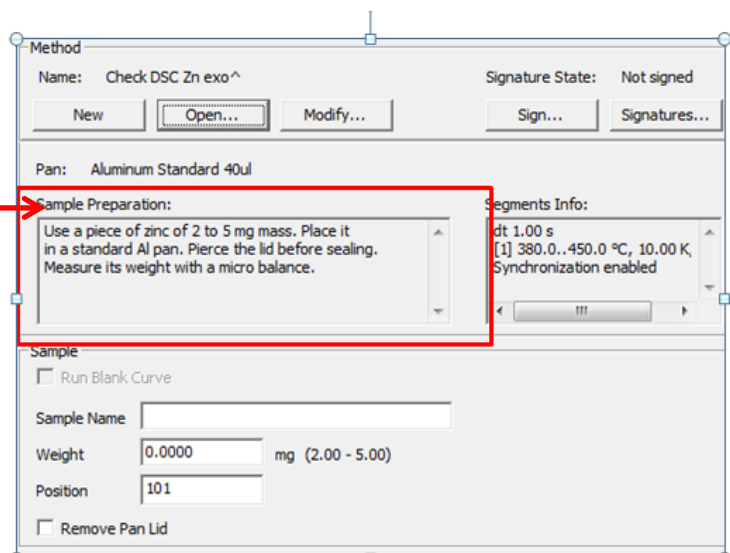 Method
Name: Check DSC Zn exo^ Signature State: Not signed
New Open... Modify... Sign... Signatures...
Pan: Aluminum Standard 40ul
Sample Preparation: Segments Info:
Use a piece of zinc of 2 to 5 mg mass. Place it
in a standard Al pan. Pierce the lid before sealing.
Measure its weight with a micro balance.
dt 1.00 s
[1] 380.0..450.0 °C, 10.00 K,
Synchronization enabled
Sample
Run Blank Curve
Sample Name
Weight 0.0000 mg (2.00 - 5.00)
Position 101
Remove Pan Lid